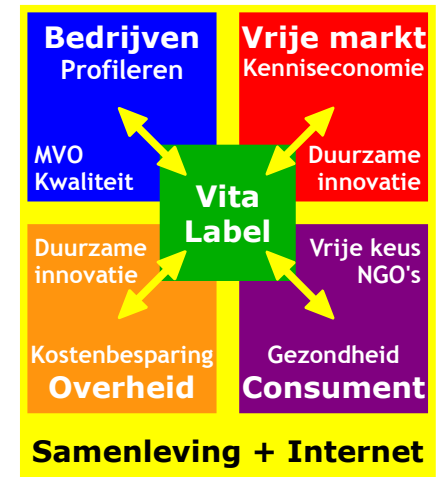 Bedrijven
Profileren
MVO
Kwaliteit
Vrije markt
Kenniseconomie
Duurzame
innovatie
Vita
Label
Duurzame
innovatie
Kostenbesparing
Overheid
Vrije keus
NGO's
Gezondheid
Consument
Samenleving + Internet